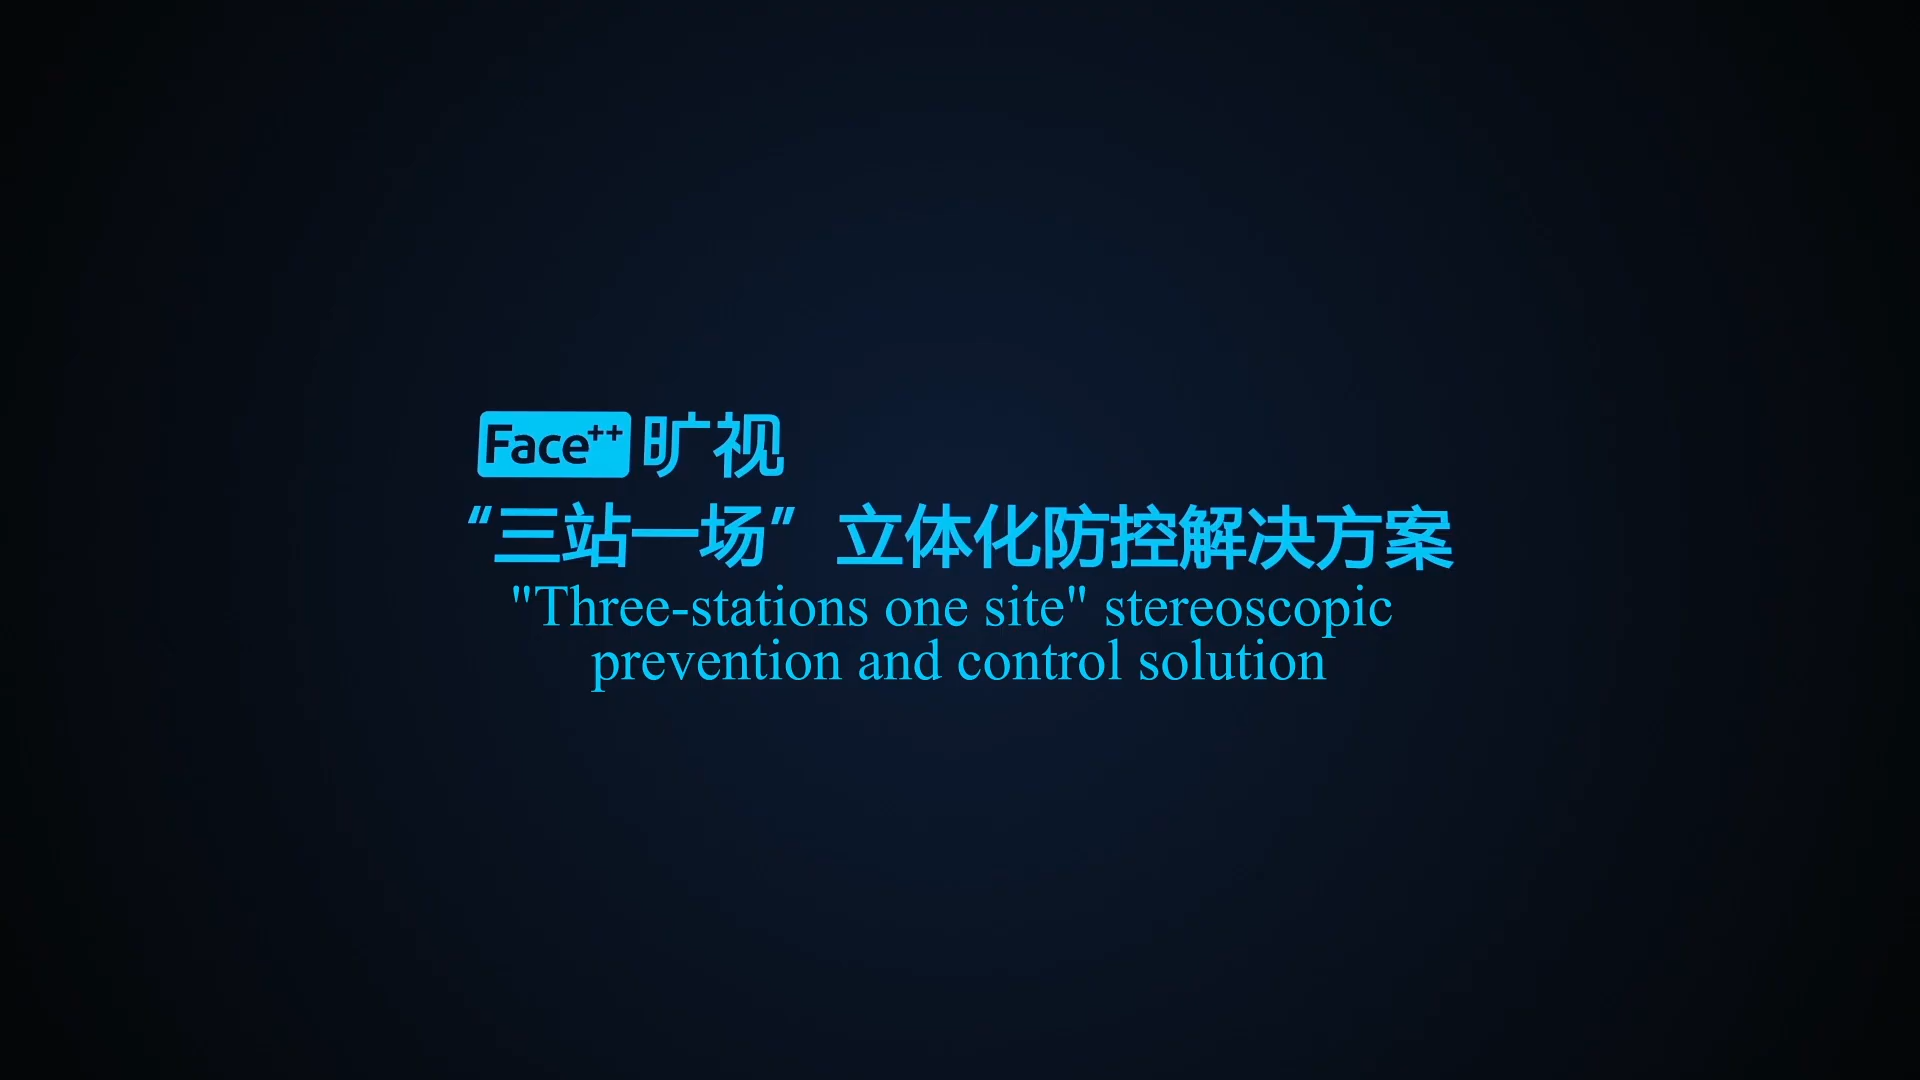 Face++ 旷视
“三站一场” 立体化防控解决方案
"Three-stations one site" stereoscopic
prevention and control solution